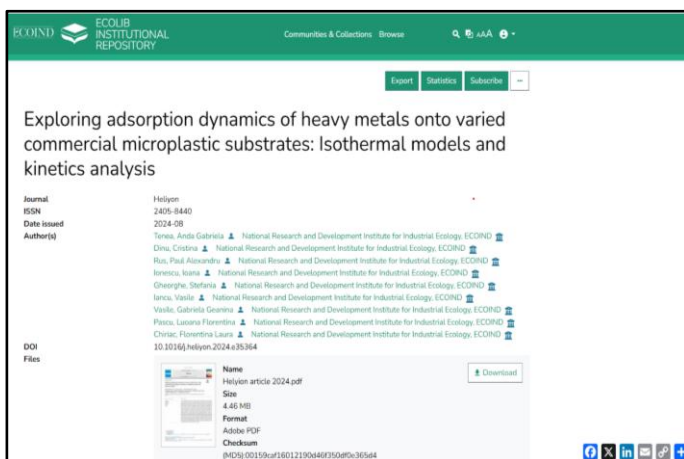 ECOIND
ECOLIB
INSTITUTIONAL
REPOSITORY
Communities & Collections Browse
Export Statistics Subscribe
Exploring adsorption dynamics of heavy metals onto varied
commercial microplastic substrates: Isothermal models and
kinetics analysis
Journal Heliyon
ISSN 2405-8440
Date issued 2024-08
Author(s) Tenea, Anda Gabriela National Research and Development Institute for Industrial Ecology, ECOIND
Dinu, Cristina National Research and Development Institute for Industrial Ecology, ECOIND
Rus, Paul Alexandru National Research and Development Institute for Industrial Ecology, ECOIND
Ionescu, Ioana National Research and Development Institute for Industrial Ecology, ECOIND
Gheorghe, Stefania National Research and Development Institute for Industrial Ecology, ECOIND
Iancu, Vasile National Research and Development Institute for Industrial Ecology, ECOIND
Vasile, Gabriela Geanina National Research and Development Institute for Industrial Ecology, ECOIND
Pascu, Luoana Florentina National Research and Development Institute for Industrial Ecology, ECOIND
Chiriac, Florentina Laura National Research and Development Institute for Industrial Ecology, ECOIND
DOI 10.1016/j.heliyon.2024.e35364
Files
Name
Helyion article 2024.pdf
Download
Size
4.46 MB
Format
Adobe PDF
Checksum
(MD5):00159caf16012190d46f350df0e365d4